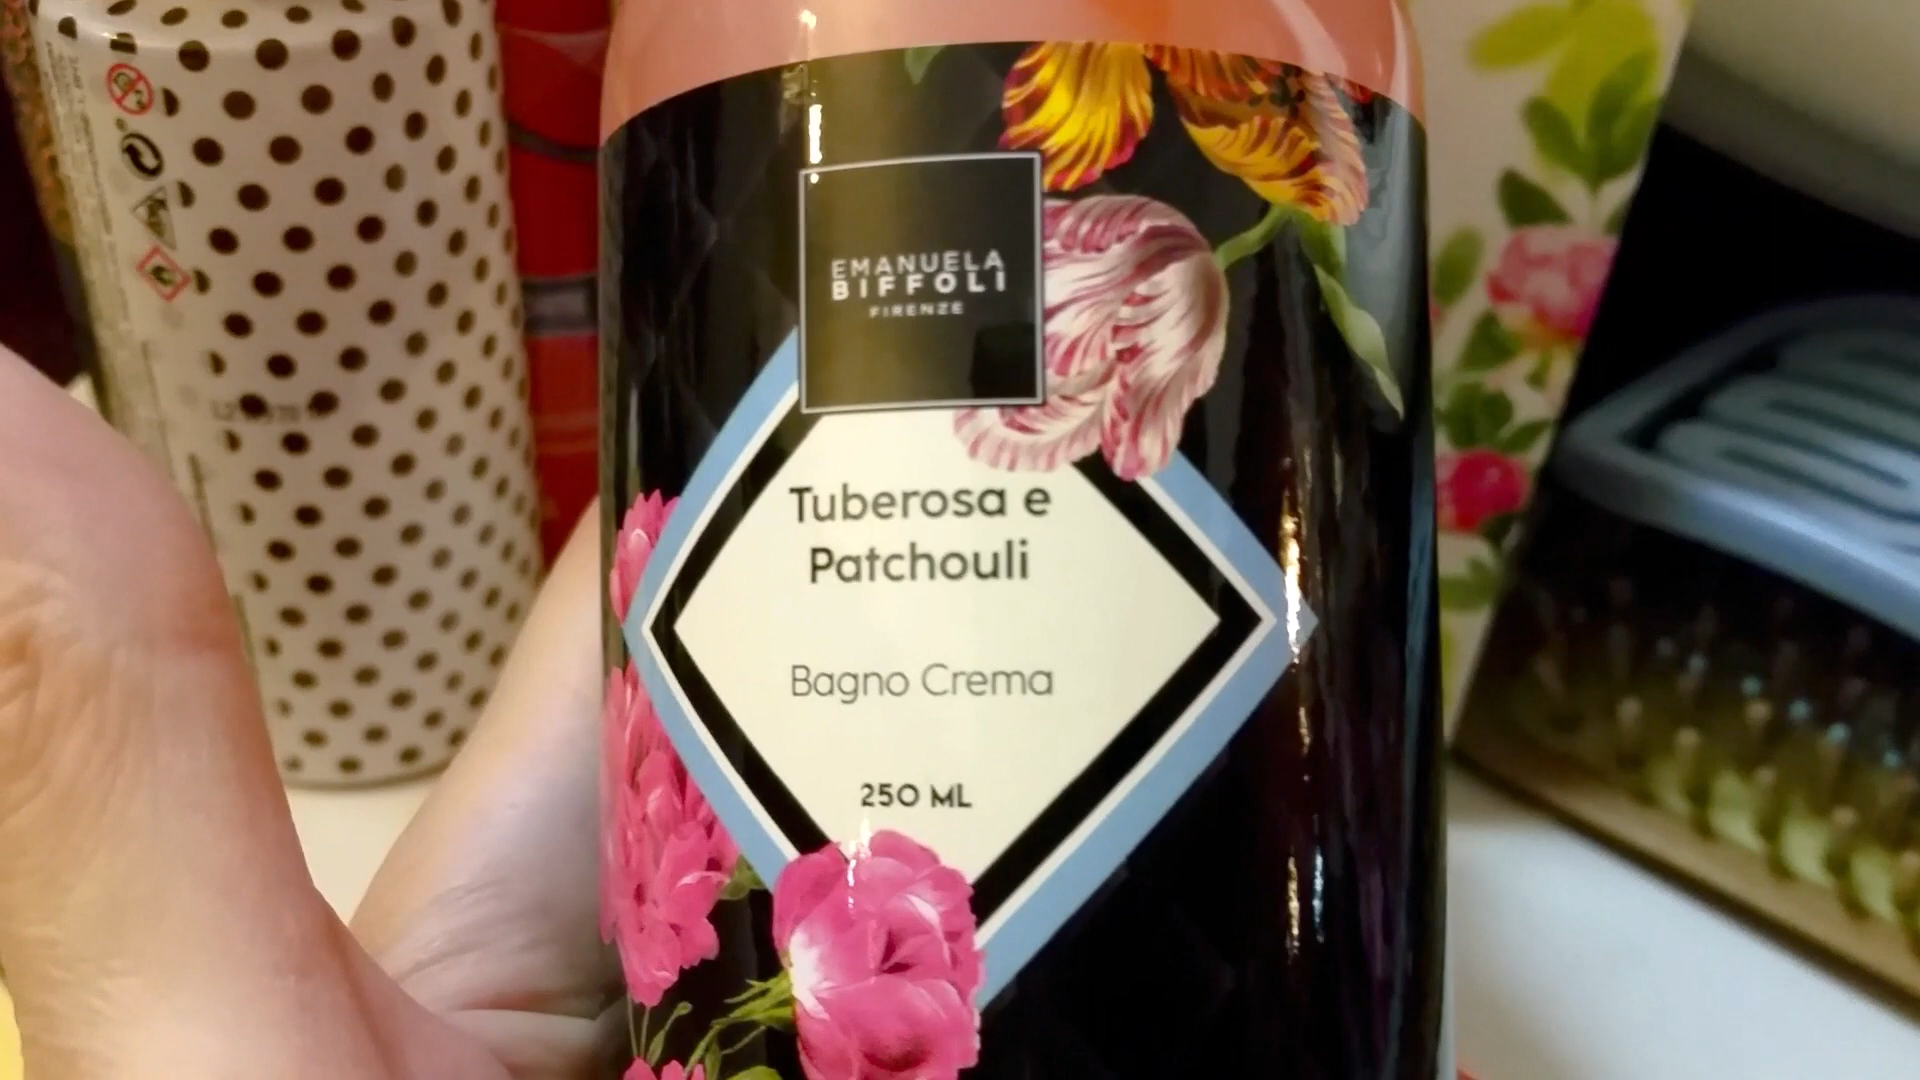 EMANUELA
BIFFOLI
FIRENZE
Tuberosa e
Patchouli
Bagno Crema
250 ML